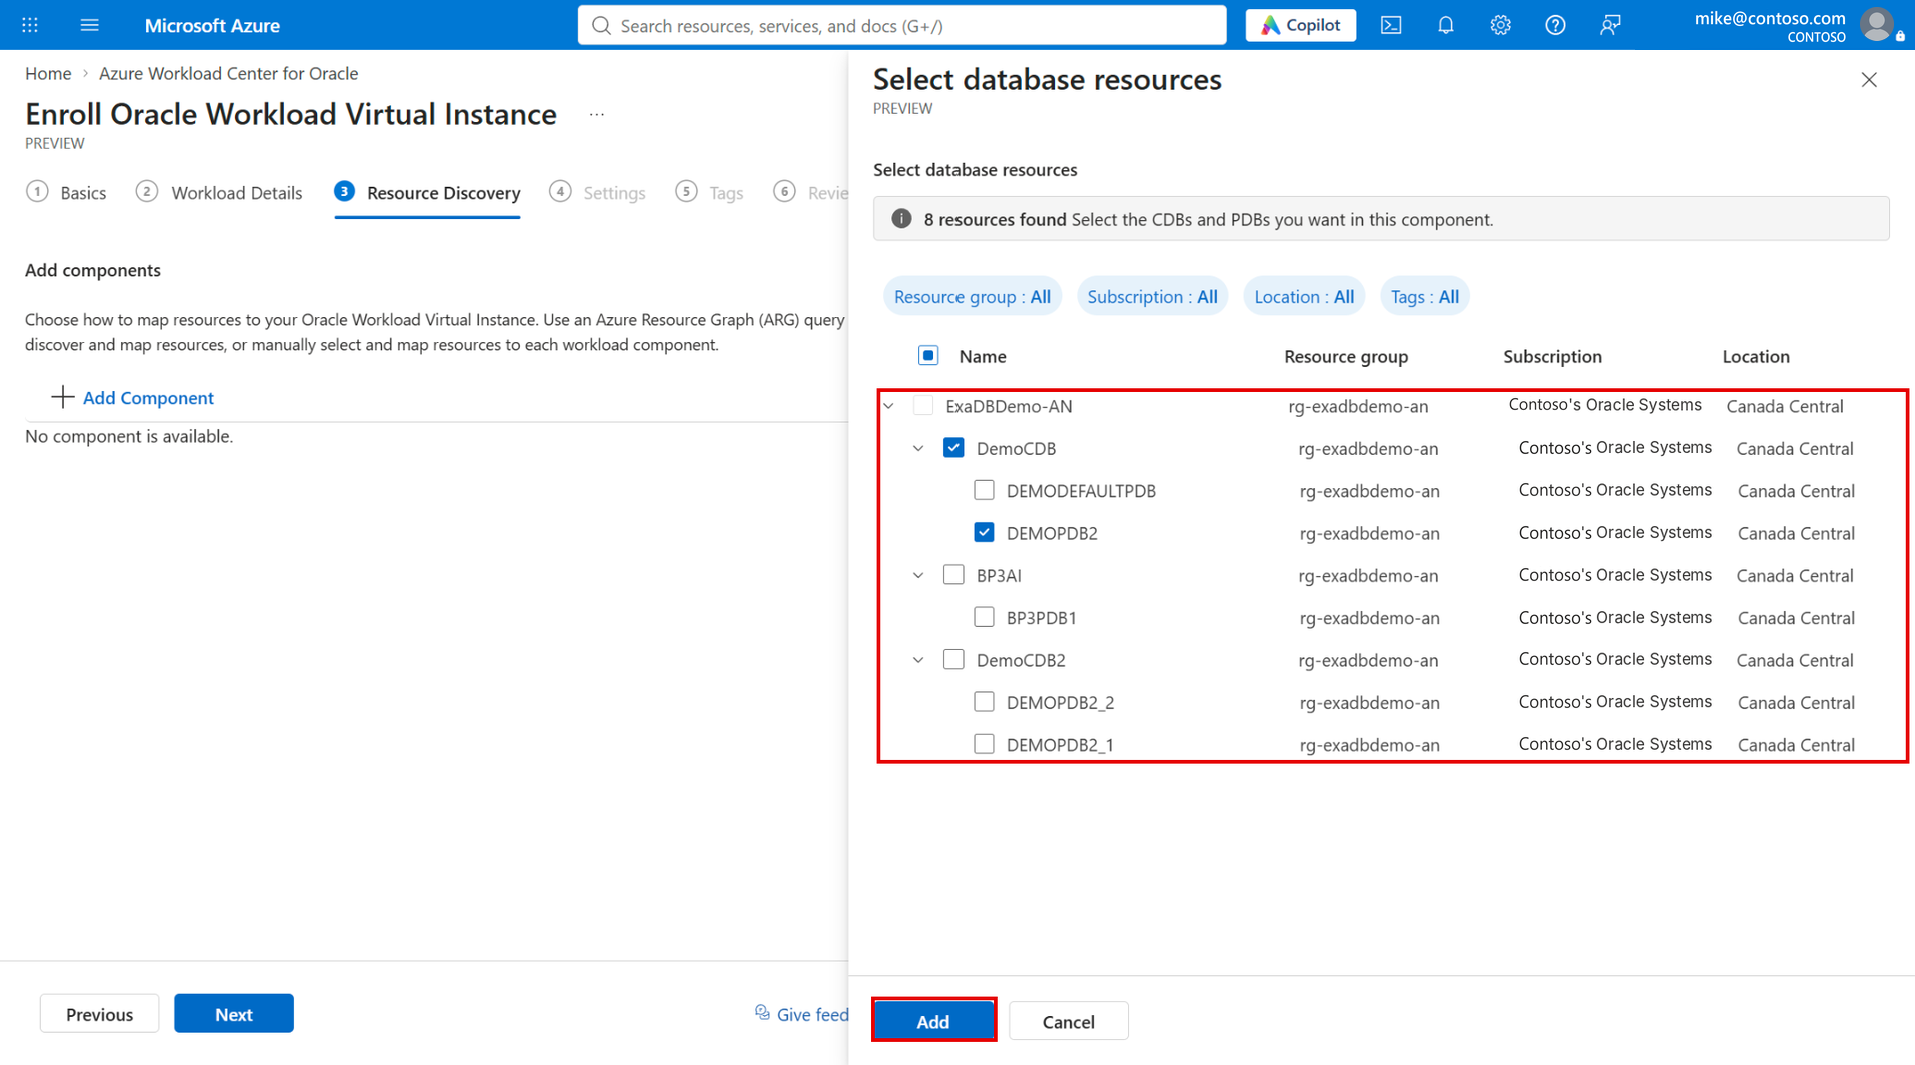 Microsoft Azure
Search resources, services, and docs (G+/)
Copilot
mike@contoso.com
CONTOSO
Home > Azure Workload Center for Oracle
Enroll Oracle Workload Virtual Instance ...
PREVIEW
1 Basics 2 Workload Details 3 Resource Discovery 4 Settings 5 Tags 6 Revie
Add components
Choose how to map resources to your Oracle Workload Virtual Instance. Use an Azure Resource Graph (ARG) query
discover and map resources, or manually select and map resources to each workload component.
+ Add Component
No component is available.
Previous
Next
Give feed
Select database resources
PREVIEW
Select database resources
8 resources found Select the CDBs and PDBs you want in this component.
Resource group : All Subscription : All Location : All Tags : All
Name Resource group Subscription Location
ExaDBDemo-AN rg-exadbdemo-an Contoso's Oracle Systems Canada Central
DemoCDB rg-exadbdemo-an Contoso's Oracle Systems Canada Central
DEMODEFAULTPDB rg-exadbdemo-an Contoso's Oracle Systems Canada Central
DEMOPDB2 rg-exadbdemo-an Contoso's Oracle Systems Canada Central
BP3AI rg-exadbdemo-an Contoso's Oracle Systems Canada Central
BP3PDB1 rg-exadbdemo-an Contoso's Oracle Systems Canada Central
DemoCDB2 rg-exadbdemo-an Contoso's Oracle Systems Canada Central
DEMOPDB2_2 rg-exadbdemo-an Contoso's Oracle Systems Canada Central
DEMOPDB2_1 rg-exadbdemo-an Contoso's Oracle Systems Canada Central
Add
Cancel